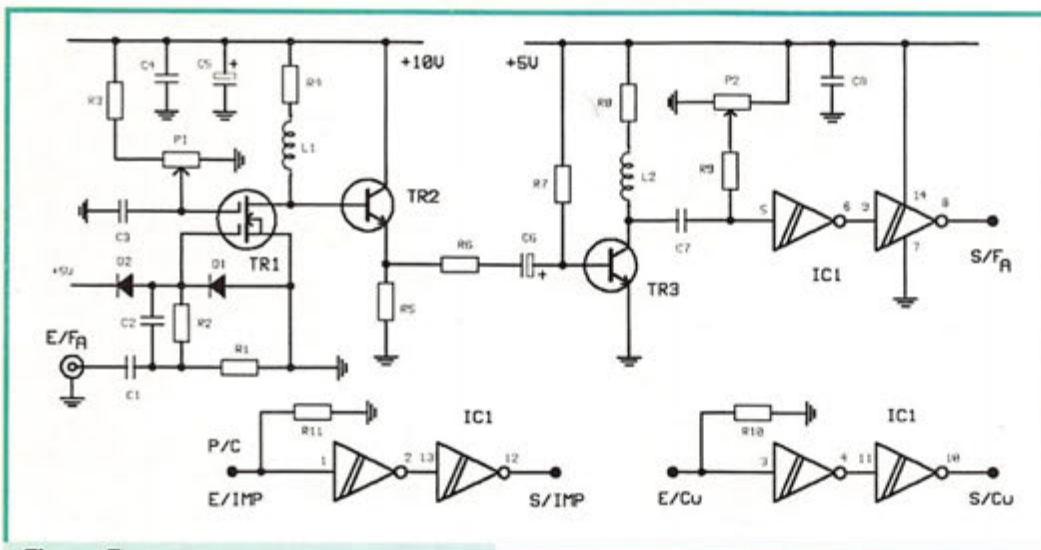 C4
C5
+
+10V
+5V
R4
R8
P2
C8
R3
P1
L1
TR2
R7
L2
R9
14
5
6
9
8
C3
TR1
R6
C6
+
C7
7
S/FA
IC1
+5V
D2
D1
R5
TR3
C2
R2
E/FA
R1
C1
P/C
R11
IC1
R10
IC1
1
2
13
12
3
4
11
10
E/IMP
S/IMP
E/Cu
S/Cu